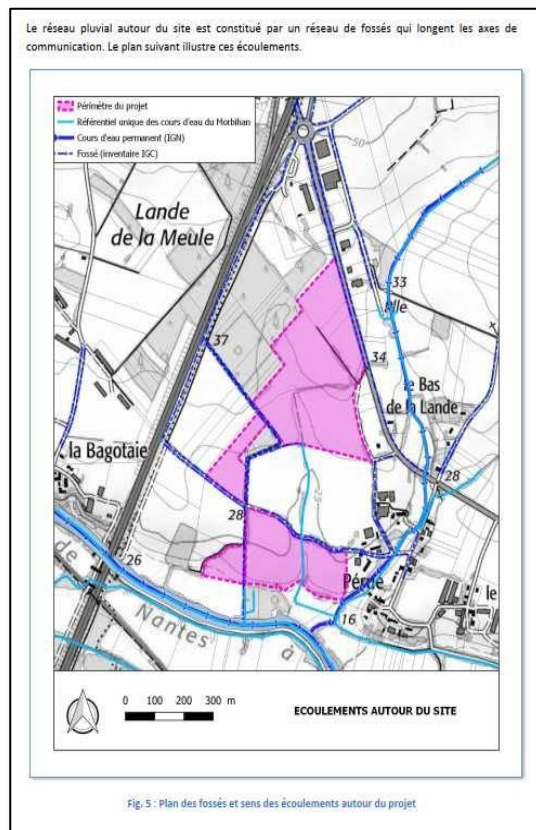 Le réseau pluvial autour du site est constitué par un réseau de fossés qui longent les axes de
communication. Le plan suivant illustre ces écoulements.
Périmètre du projet
Référentiel unique des cours d'eau du Morbihan
Cours d'eau permanent (IGN)
Fossé (inventaire IGC)
50
Lande
de la Meule
33
37
34
le Bas
de la Lande
la Bagotaie
28
25
28
26
Pérue
le
de
Nantes
à
16
0 100 200 300 m
ECOULEMENTS AUTOUR DU SITE
Fig. 5 : Plan des fossés et sens des écoulements autour du projet